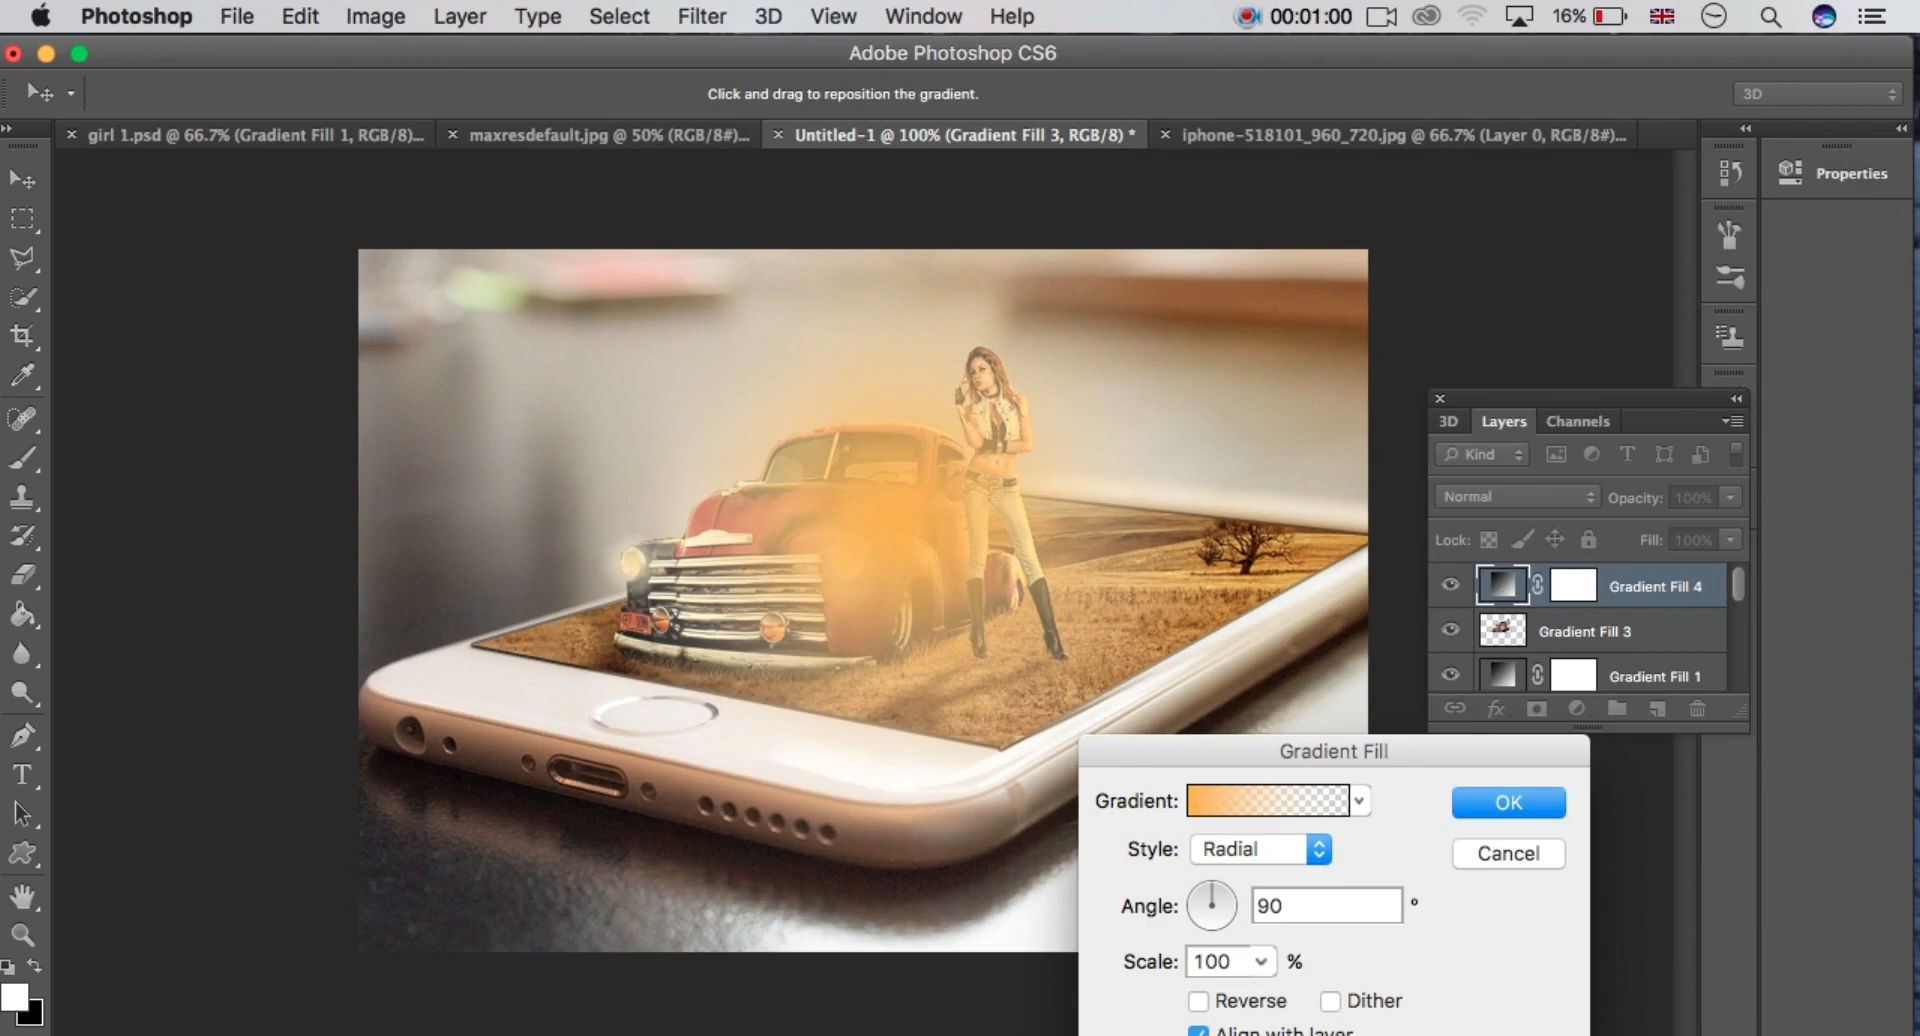 Photoshop File Edit Image Layer Type Select Filter 3D View Window Help 00:01:00 16%
Adobe Photoshop CS6
Click and drag to reposition the gradient.
3D
girl 1.psd @ 66.7% (Gradient Fill 1, RGB/8)...
maxresdefault.jpg @ 50% (RGB/8#)...
Untitled-1 @ 100% (Gradient Fill 3, RGB/8) *
iphone-518101_960_720.jpg @ 66.7% (Layer 0, RGB/8#)...
Properties
3D Layers Channels
Kind
Normal Opacity: 100%
Lock: Fill: 100%
Gradient Fill 4
Gradient Fill 3
Gradient Fill 1
Gradient Fill
Gradient:
OK
Style: Radial
Cancel
Angle: 90 °
Scale: 100 %
Reverse Dither
Align with layer